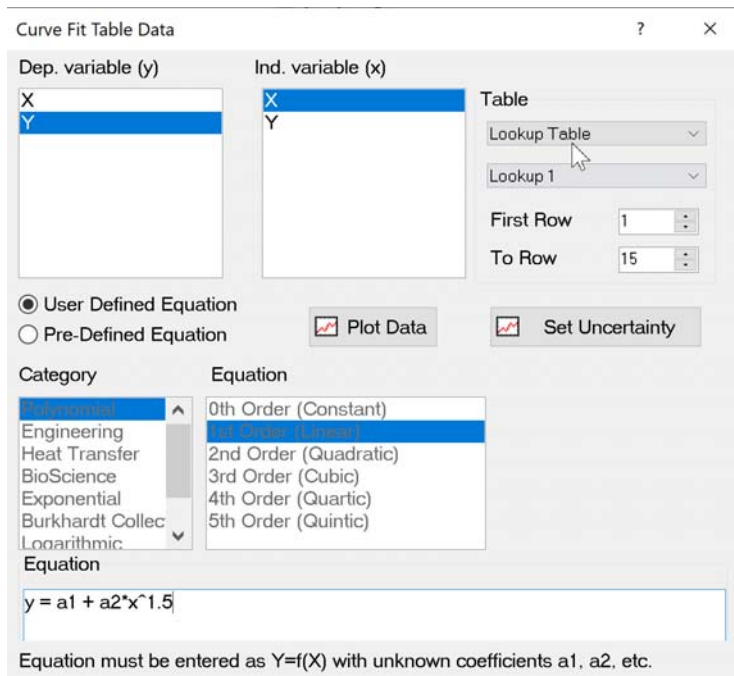 Curve Fit Table Data ? ×
Dep. variable (y) Ind. variable (x)
X
Y
X
Y
Table
Lookup Table
Lookup 1
First Row 1
To Row 15
User Defined Equation
Pre-Defined Equation
Plot Data
Set Uncertainty
Category
Polynomial
Engineering
Heat Transfer
BioScience
Exponential
Burkhardt Collec
Logarithmic
Equation
0th Order (Constant)
1st Order (Linear)
2nd Order (Quadratic)
3rd Order (Cubic)
4th Order (Quartic)
5th Order (Quintic)
Equation
y = a1 + a2*x^1.5
Equation must be entered as Y=f(X) with unknown coefficients a1, a2, etc.